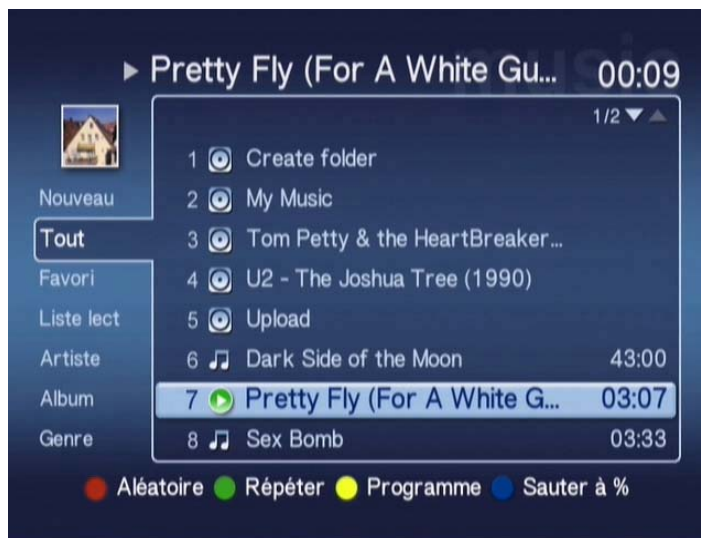 music
Pretty Fly (For A White Gu... 00:09
1/2
1 Create folder
Nouveau
2 My Music
Tout
3 Tom Petty & the HeartBreaker...
Favori
4 U2 - The Joshua Tree (1990)
Liste lect
5 Upload
Artiste
6 Dark Side of the Moon 43:00
Album
7 Pretty Fly (For A White G... 03:07
Genre
8 Sex Bomb 03:33
Aléatoire Répéter Programme Sauter à %